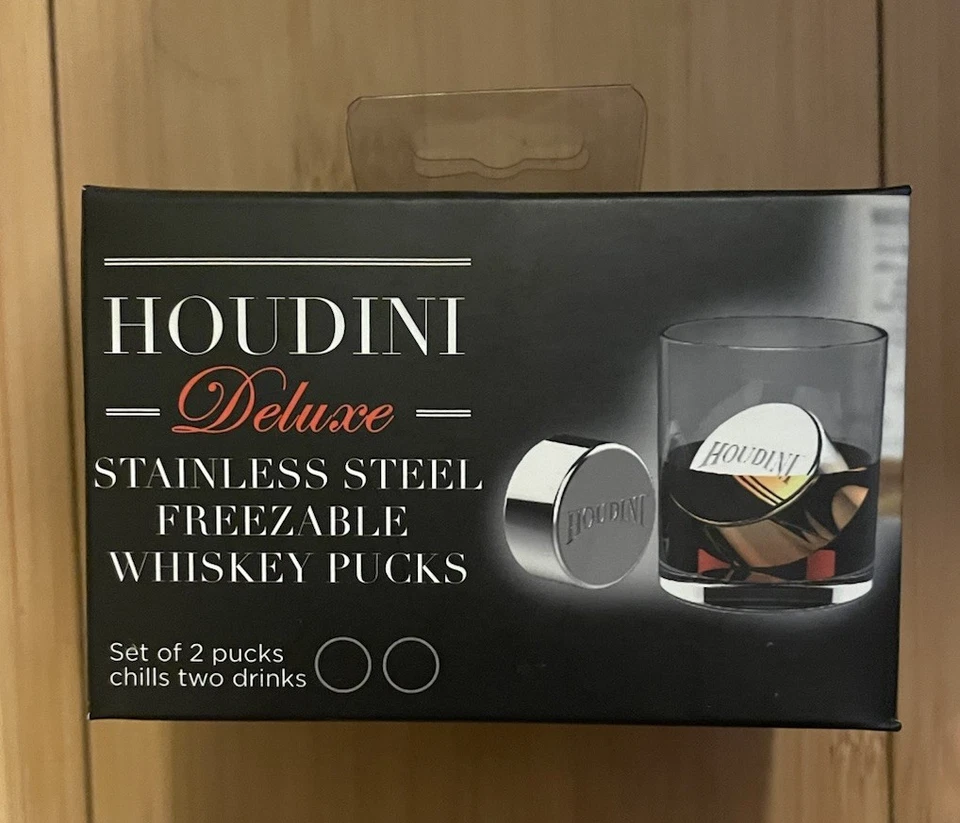 HOUDINI
Deluxe
STAINLESS STEEL
FREEZABLE
WHISKEY PUCKS
Set of 2 pucks
chills two drinks
HOUDINI
HOUDINI